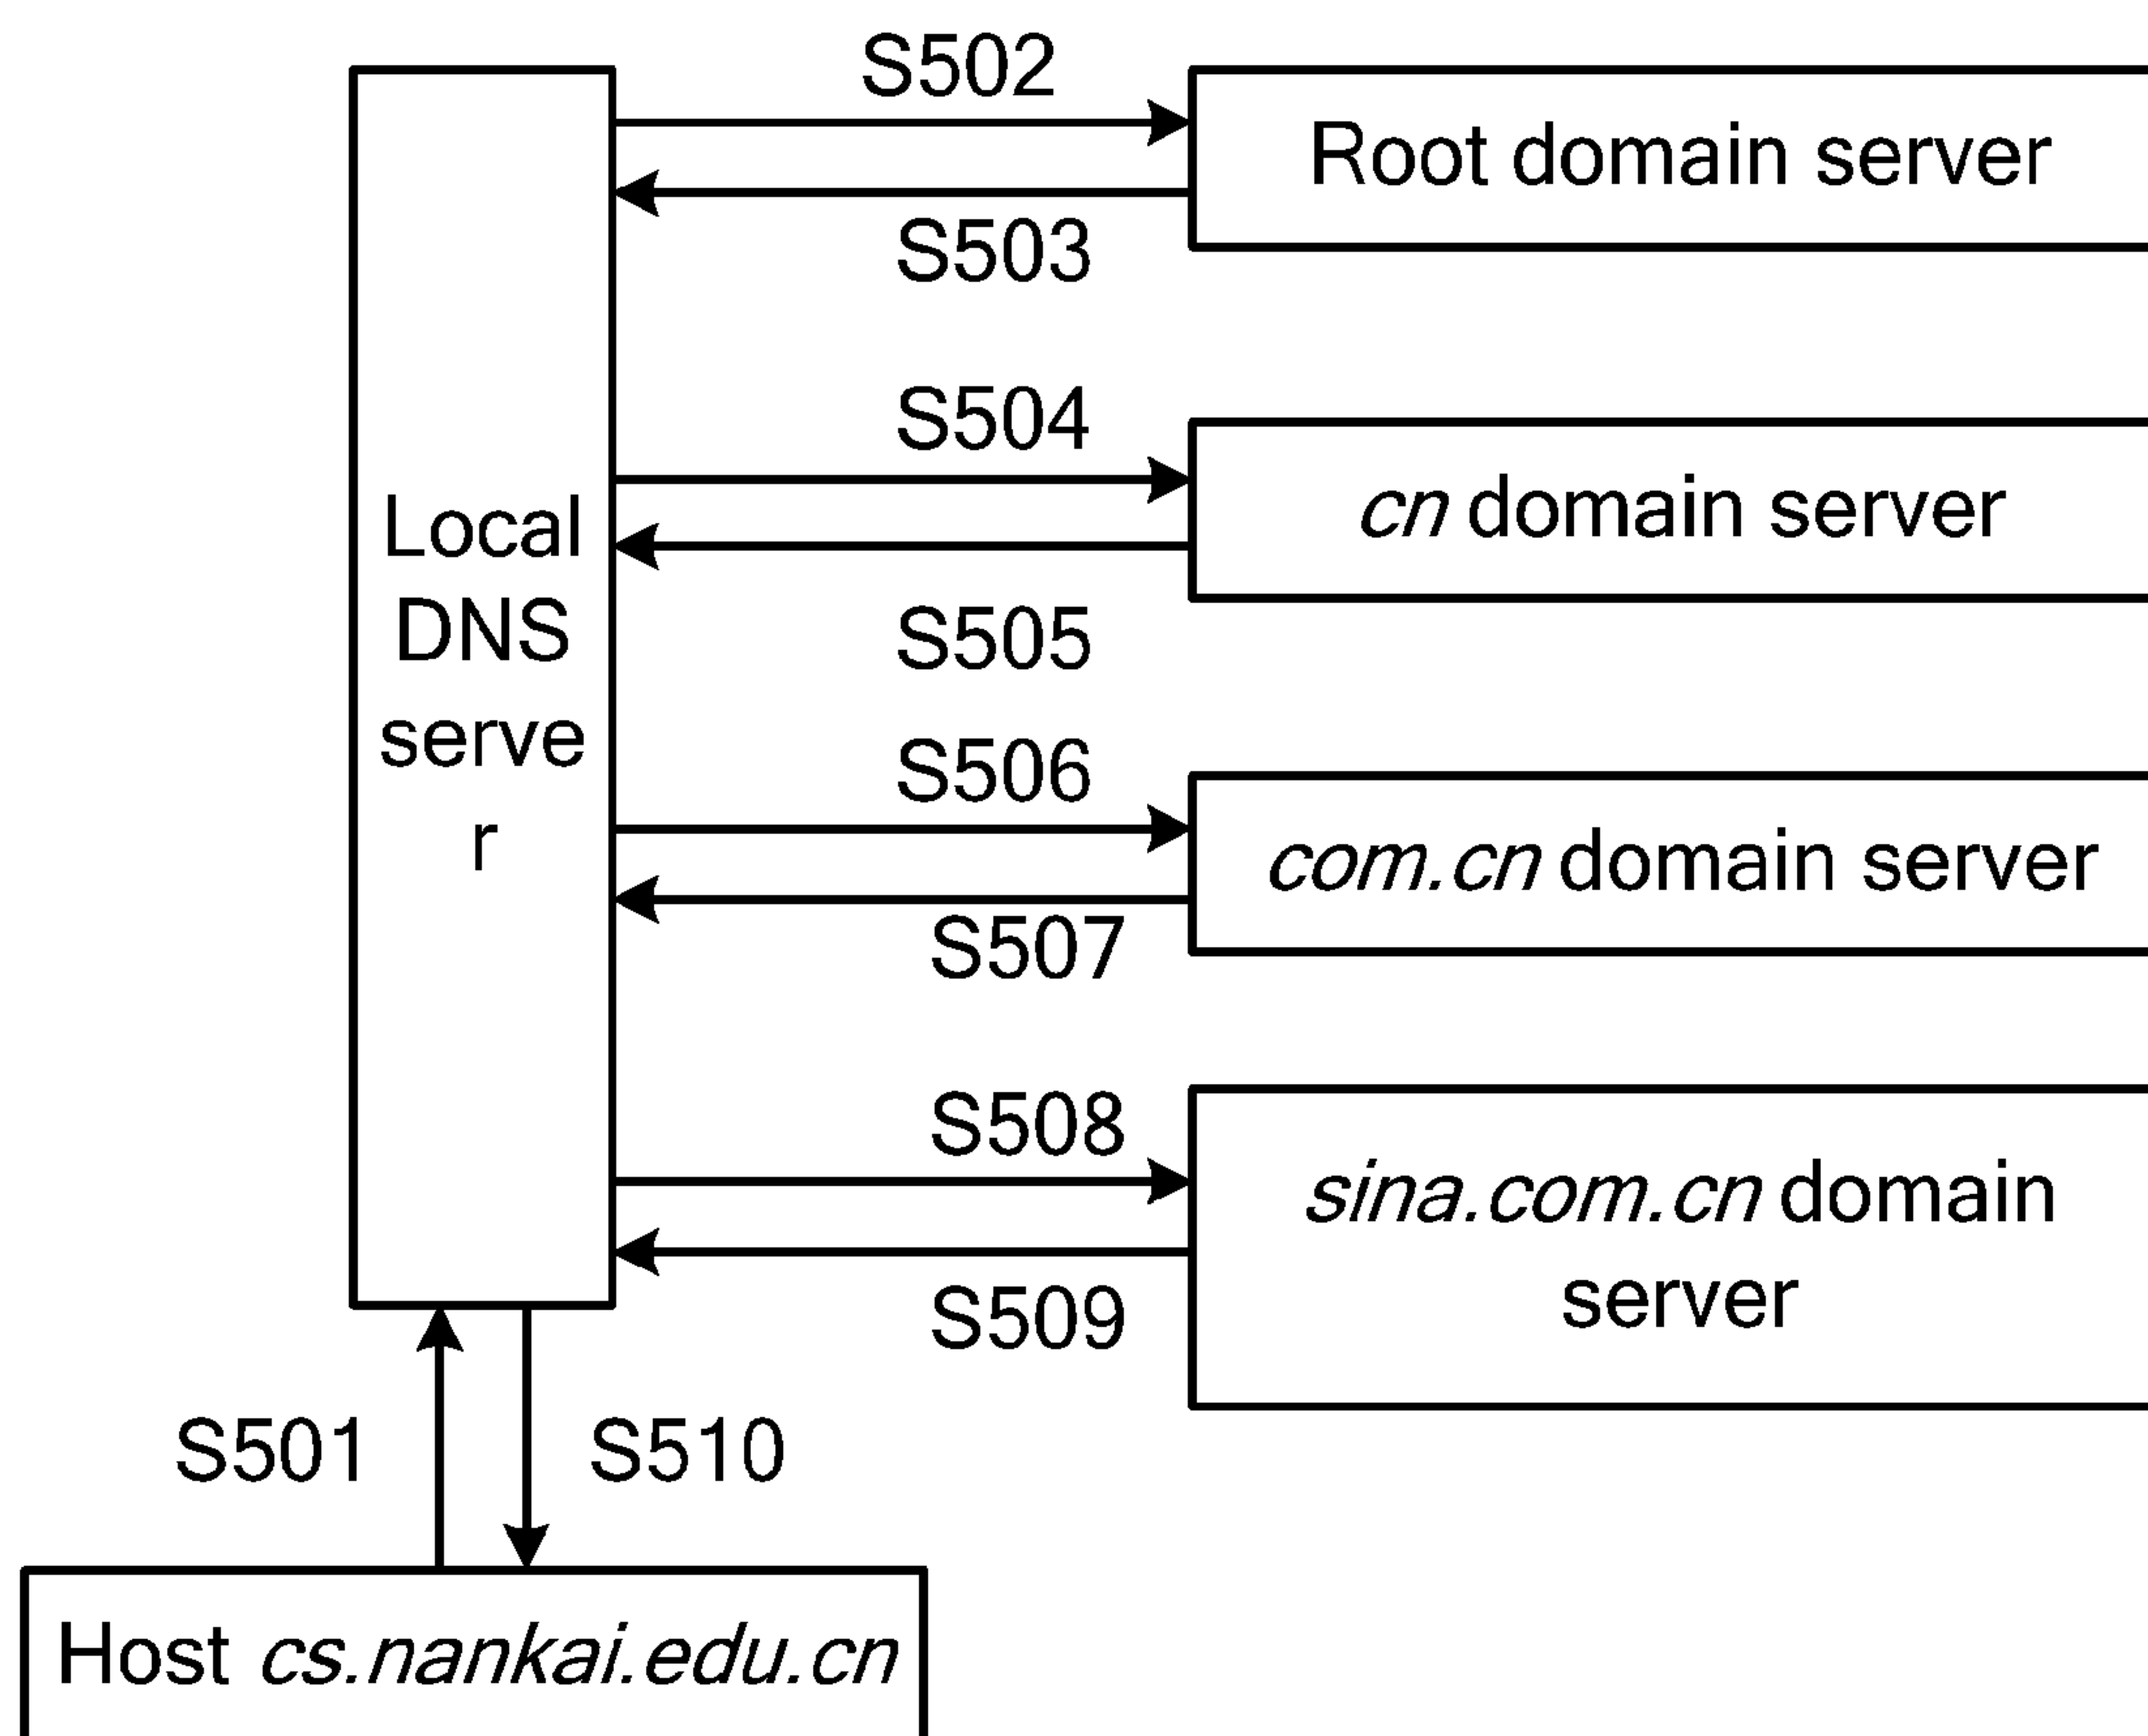 S502
Root domain server
S503
S504
cn domain server
Local
DNS
serve
r
S505
S506
com.cn domain server
S507
S508
sina.com.cn domain
server
S509
S501
S510
Host cs.nankai.edu.cn